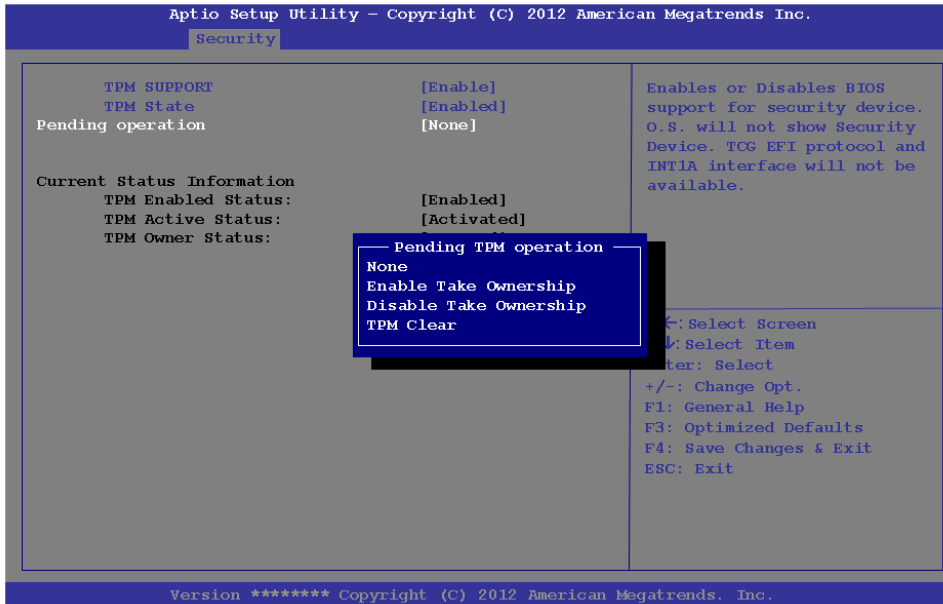 Aptio Setup Utility – Copyright (C) 2012 American Megatrends Inc.
Security
TPM SUPPORT [Enable]
TPM State [Enabled]
Pending operation [None]
Current Status Information
TPM Enabled Status: [Enabled]
TPM Active Status: [Activated]
TPM Owner Status:
Pending TPM operation
None
Enable Take Ownership
Disable Take Ownership
TPM Clear
Enables or Disables BIOS
support for security device.
O.S. will not show Security
Device. TCG EFI protocol and
INT1A interface will not be
available.
←:Select Screen
↓:Select Item
ter: Select
+/-: Change Opt.
F1: General Help
F3: Optimized Defaults
F4: Save Changes & Exit
ESC: Exit
Version ******** Copyright (C) 2012 American Megatrends. Inc.